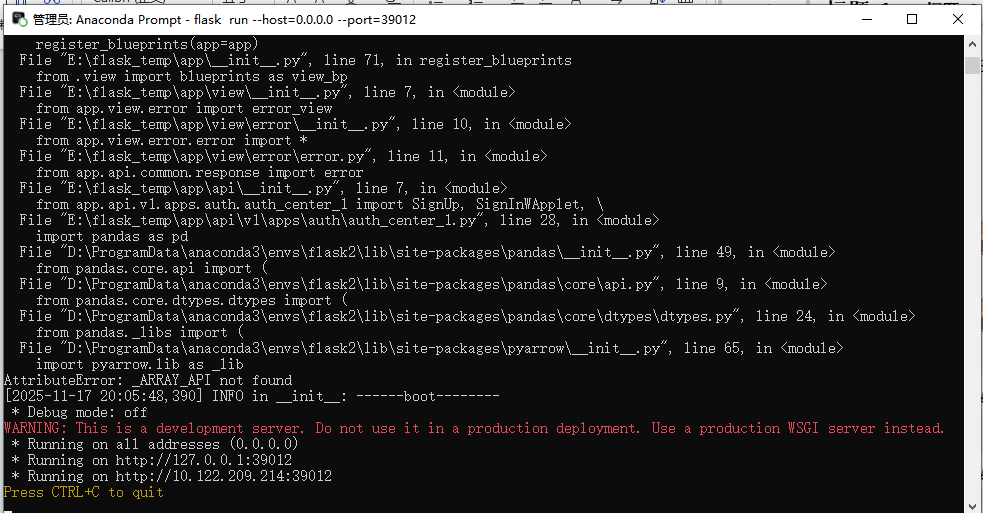 管理员: Anaconda Prompt - flask  run --host=0.0.0.0 --port=39012
    register_blueprints(app=app)
  File "E:\flask_temp\app\__init__.py", line 71, in register_blueprints
    from .view import blueprints as view_bp
  File "E:\flask_temp\app\view\__init__.py", line 7, in <module>
    from app.view.error import error_view
  File "E:\flask_temp\app\view\error\__init__.py", line 10, in <module>
    from app.view.error.error import *
  File "E:\flask_temp\app\view\error\error.py", line 11, in <module>
    from app.api.common.response import error
  File "E:\flask_temp\app\api\__init__.py", line 7, in <module>
    from app.api.v1.apps.auth.auth_center_1 import SignUp, SignInWApplet, \
  File "E:\flask_temp\app\api\v1\apps\auth\auth_center_1.py", line 28, in <module>
    import pandas as pd
  File "D:\ProgramData\anaconda3\envs\flask2\lib\site-packages\pandas\__init__.py", line 49, in <module>
    from pandas.core.api import (
  File "D:\ProgramData\anaconda3\envs\flask2\lib\site-packages\pandas\core\api.py", line 9, in <module>
    from pandas.core.dtypes.dtypes import (
  File "D:\ProgramData\anaconda3\envs\flask2\lib\site-packages\pandas\core\dtypes\dtypes.py", line 24, in <module>
    from pandas._libs import (
  File "D:\ProgramData\anaconda3\envs\flask2\lib\site-packages\pyarrow\__init__.py", line 65, in <module>
    import pyarrow.lib as _lib
AttributeError: _ARRAY_API not found
[2025-11-17 20:05:48,390] INFO in __init__: ------boot--------
 * Debug mode: off
WARNING: This is a development server. Do not use it in a production deployment. Use a production WSGI server instead.
 * Running on all addresses (0.0.0.0)
 * Running on http://127.0.0.1:39012
 * Running on http://10.122.209.214:39012
Press CTRL+C to quit